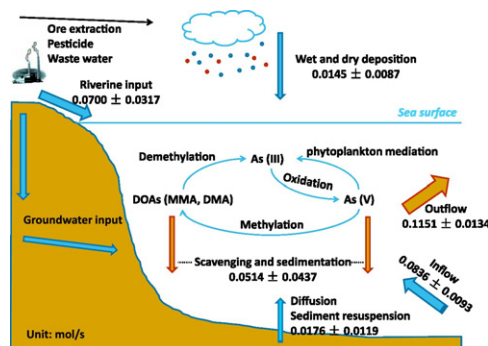 Ore extraction
Pesticide
Waste water
Riverine input
0.0700 ± 0.0317
Wet and dry deposition
0.0145 ± 0.0087
Sea surface
Demethylation
As (III)
phytoplankton mediation
Oxidation
DOAs (MMA, DMA)
As (V)
Methylation
Groundwater input
Outflow
0.1151 ± 0.0134
Scavenging and sedimentation
0.0514 ± 0.0437
Inflow
0.0836 ± 0.0093
Diffusion
Sediment resuspension
0.0176 ± 0.0119
Unit: mol/s